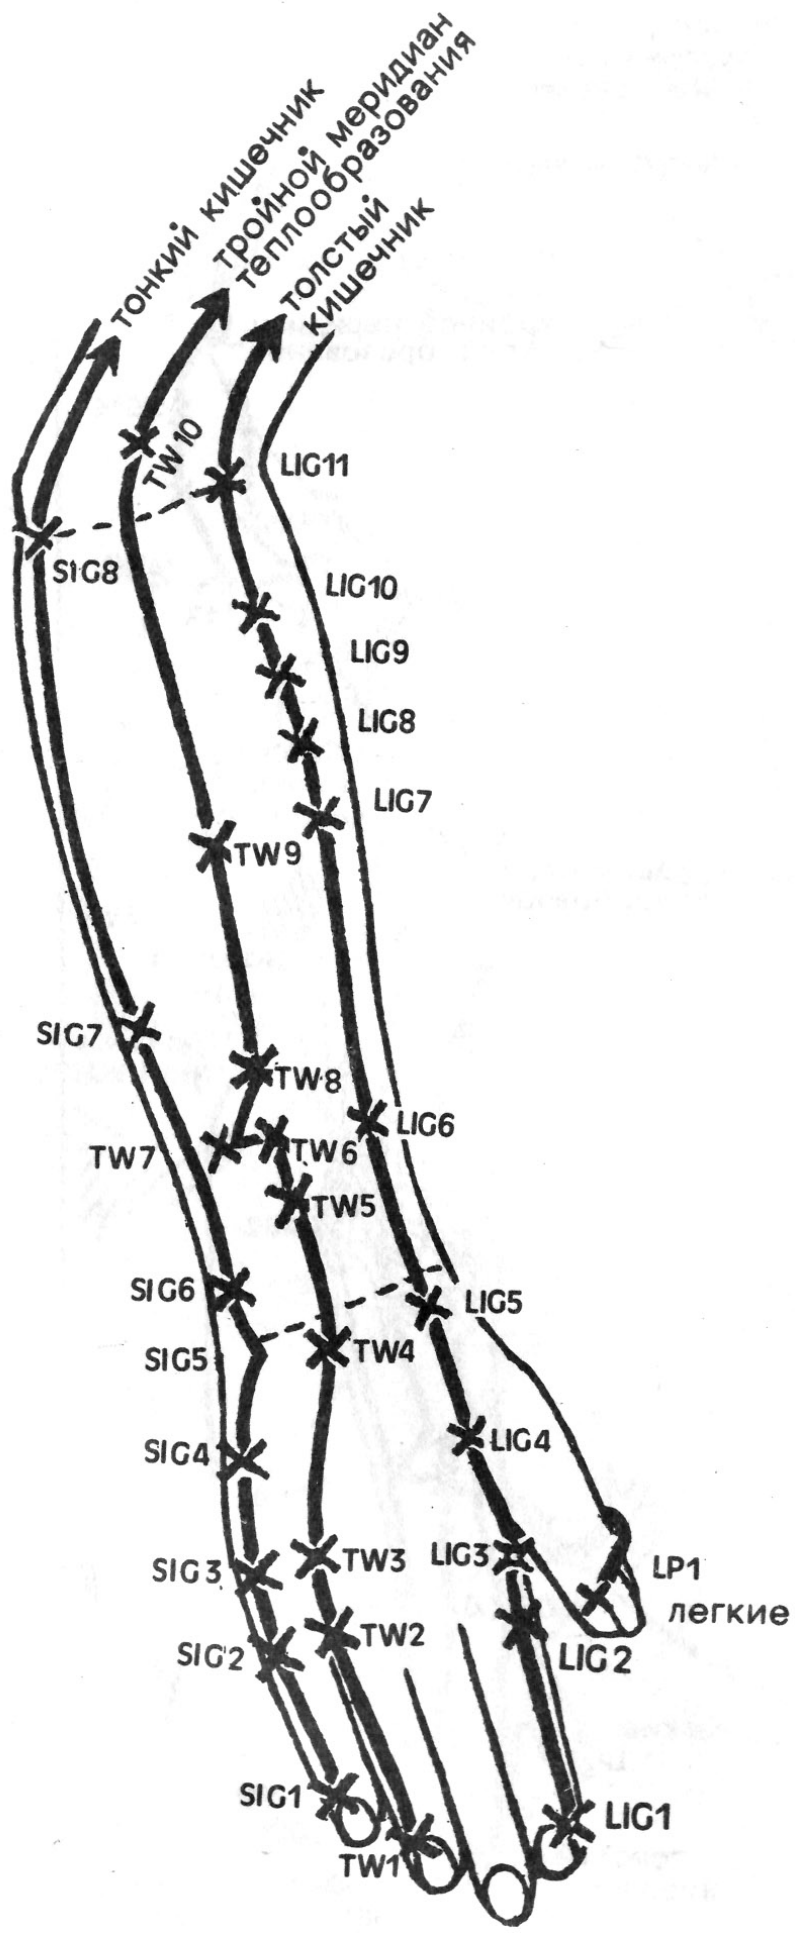 тонкий кишечник
тройной меридиан
теплообразования
толстый
кишечник
TW10
LIG11
SIG8
LIG10
LIG9
LIG8
LIG7
TW9
SIG7
TW8
LIG6
TW7
TW6
TW5
SIG6
LIG5
SIG5
TW4
SIG4
LIG4
SIG3
TW3
LIG3
LP1
легкие
SIG2
TW2
LIG2
SIG1
LIG1
TW1